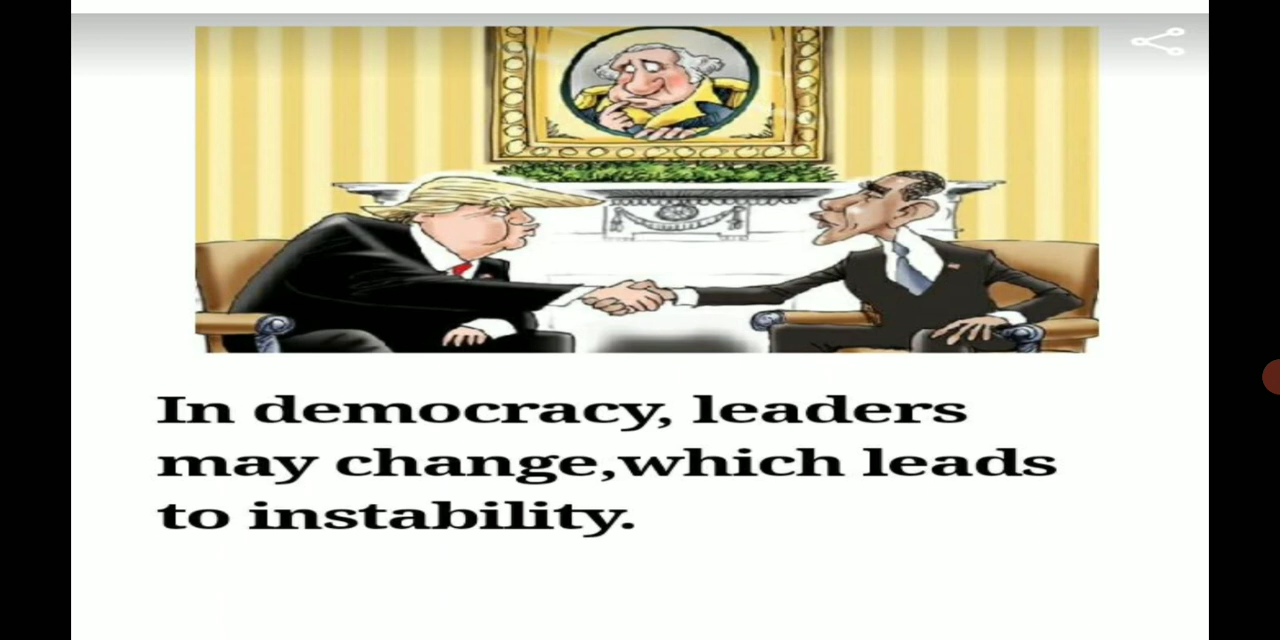 In democracy, leaders
may change,which leads
to instability.